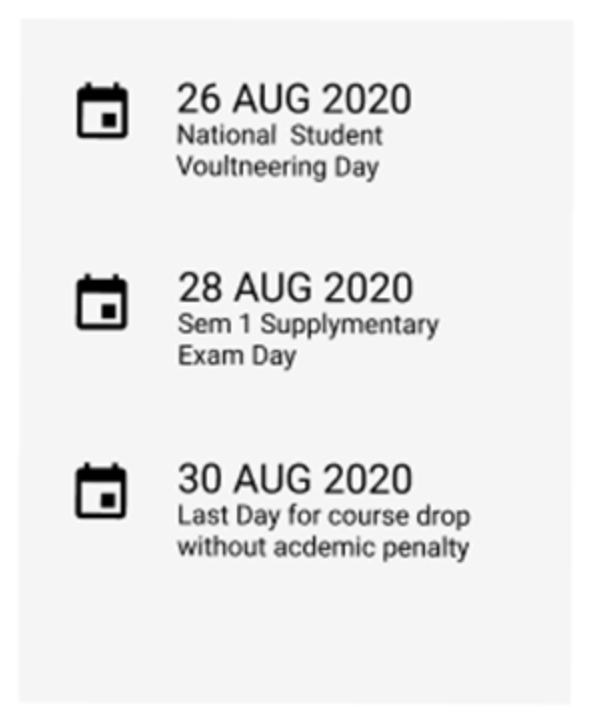 26 AUG 2020
National  Student
Voultneering Day
28 AUG 2020
Sem 1 Supplymentary
Exam Day
30 AUG 2020
Last Day for course drop
without acdemic penalty